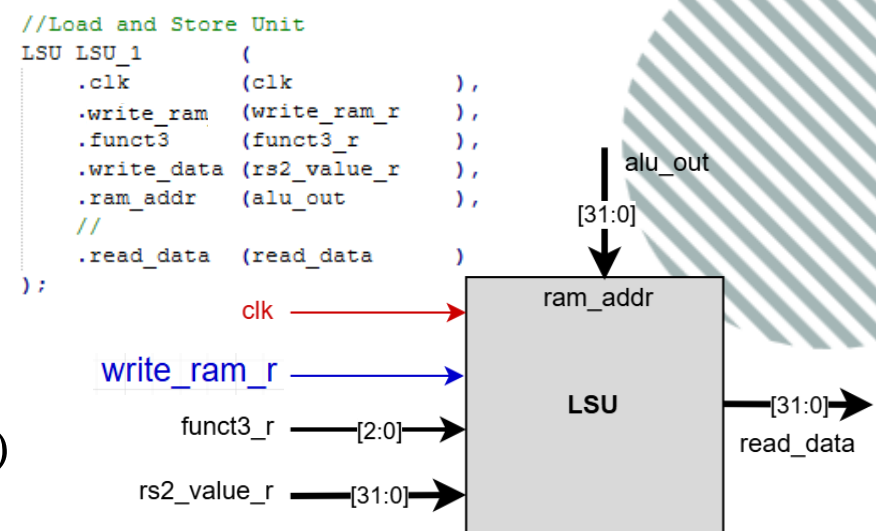 //Load and Store Unit
LSU LSU_1 (
.clk (clk ),
.write_ram (write_ram_r ),
.funct3 (funct3_r ),
.write_data (rs2_value_r ),
.ram_addr (alu_out ),
//
.read_data (read_data )
);
alu_out
[31:0]
ram_addr
clk
write_ram_r
LSU
[31:0]
read_data
funct3_r
[2:0]
)
rs2_value_r
[31:0]